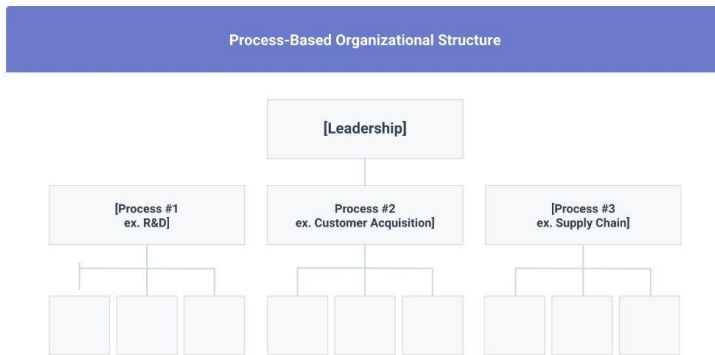 Process-Based Organizational Structure
[Leadership]
[Process #1
ex. R&D]
Process #2
ex. Customer Acquisition]
[Process #3
ex. Supply Chain]